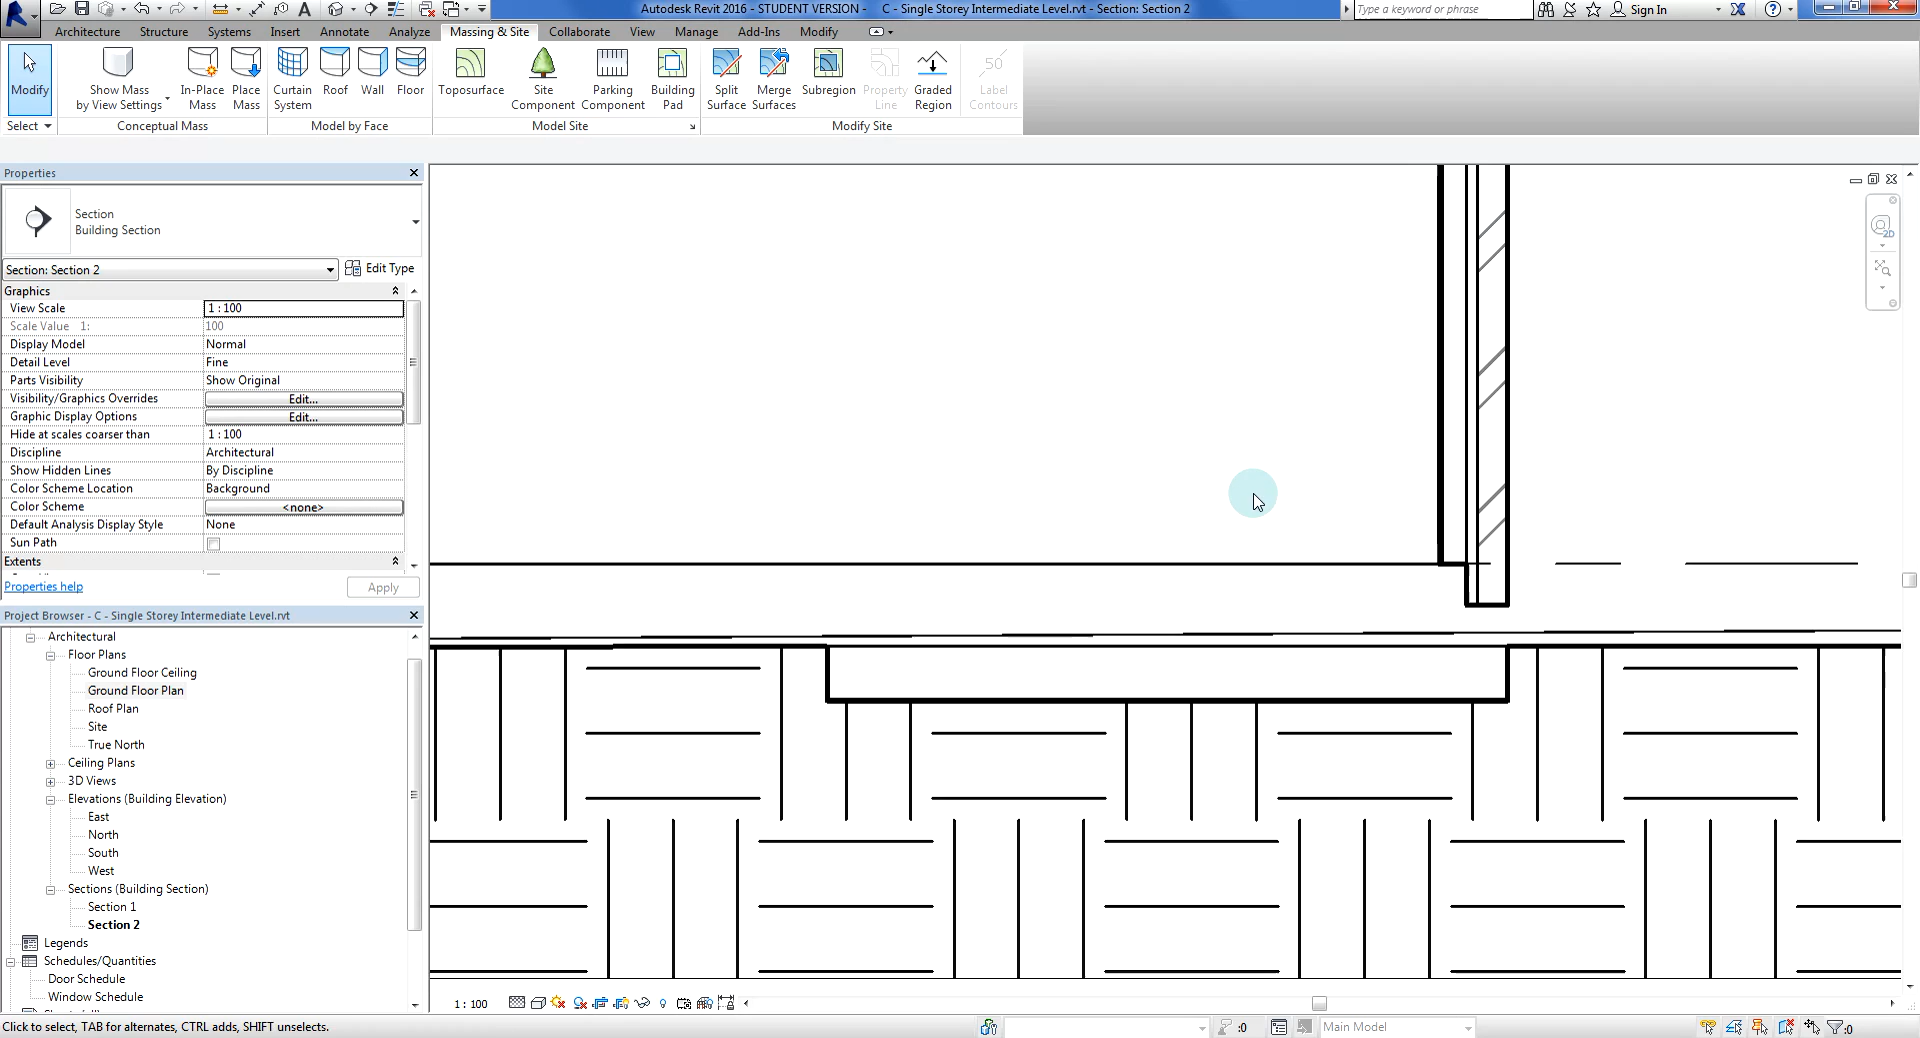 Autodesk Revit 2016 - STUDENT VERSION - C - Single Storey Intermediate Level.rvt - Section: Section 2
Type a keyword or phrase
Sign In
Architecture Structure Systems Insert Annotate Analyze Massing & Site Collaborate View Manage Add-Ins Modify
Modify
Show Mass
by View Settings
In-Place
Mass
Place
Mass
Curtain
System
Roof
Wall
Floor
Toposurface
Site
Component
Parking
Component
Building
Pad
Split
Surface
Merge
Surfaces
Subregion
Property
Line
Graded
Region
50
Label
Contours
Select
Conceptual Mass
Model by Face
Model Site
Modify Site
Properties
Section
Building Section
Section: Section 2
Edit Type
Graphics
View Scale 1 : 100
Scale Value 1: 100
Display Model Normal
Detail Level Fine
Parts Visibility Show Original
Visibility/Graphics Overrides Edit...
Graphic Display Options Edit...
Hide at scales coarser than 1 : 100
Discipline Architectural
Show Hidden Lines By Discipline
Color Scheme Location Background
Color Scheme <none>
Default Analysis Display Style None
Sun Path
Extents
Properties help
Apply
Project Browser - C - Single Storey Intermediate Level.rvt
Architectural
Floor Plans
Ground Floor Ceiling
Ground Floor Plan
Roof Plan
Site
True North
Ceiling Plans
3D Views
Elevations (Building Elevation)
East
North
South
West
Sections (Building Section)
Section 1
Section 2
Legends
Schedules/Quantities
Door Schedule
Window Schedule
2D
1 : 100
Click to select, TAB for alternates, CTRL adds, SHIFT unselects.
:0
Main Model
:0